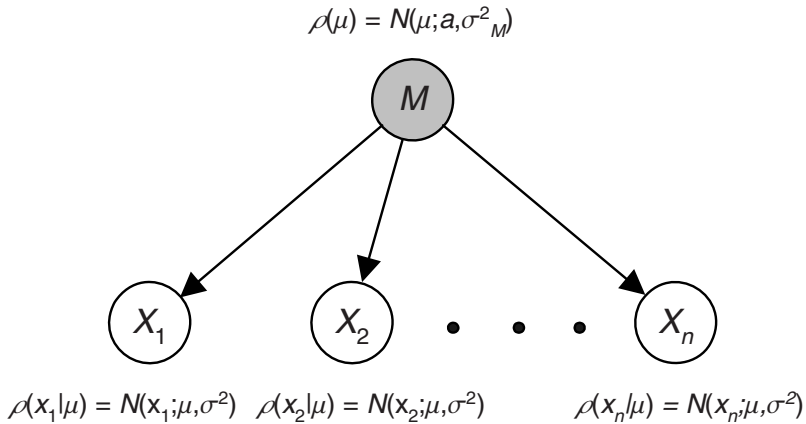 ρ(μ) = N(μ;a,σ²_M)
M
X₁ X₂ Xₙ
ρ(x₁|μ) = N(x₁;μ,σ²) ρ(x₂|μ) = N(x₂;μ,σ²) ρ(xₙ|μ) = N(xₙ;μ,σ²)